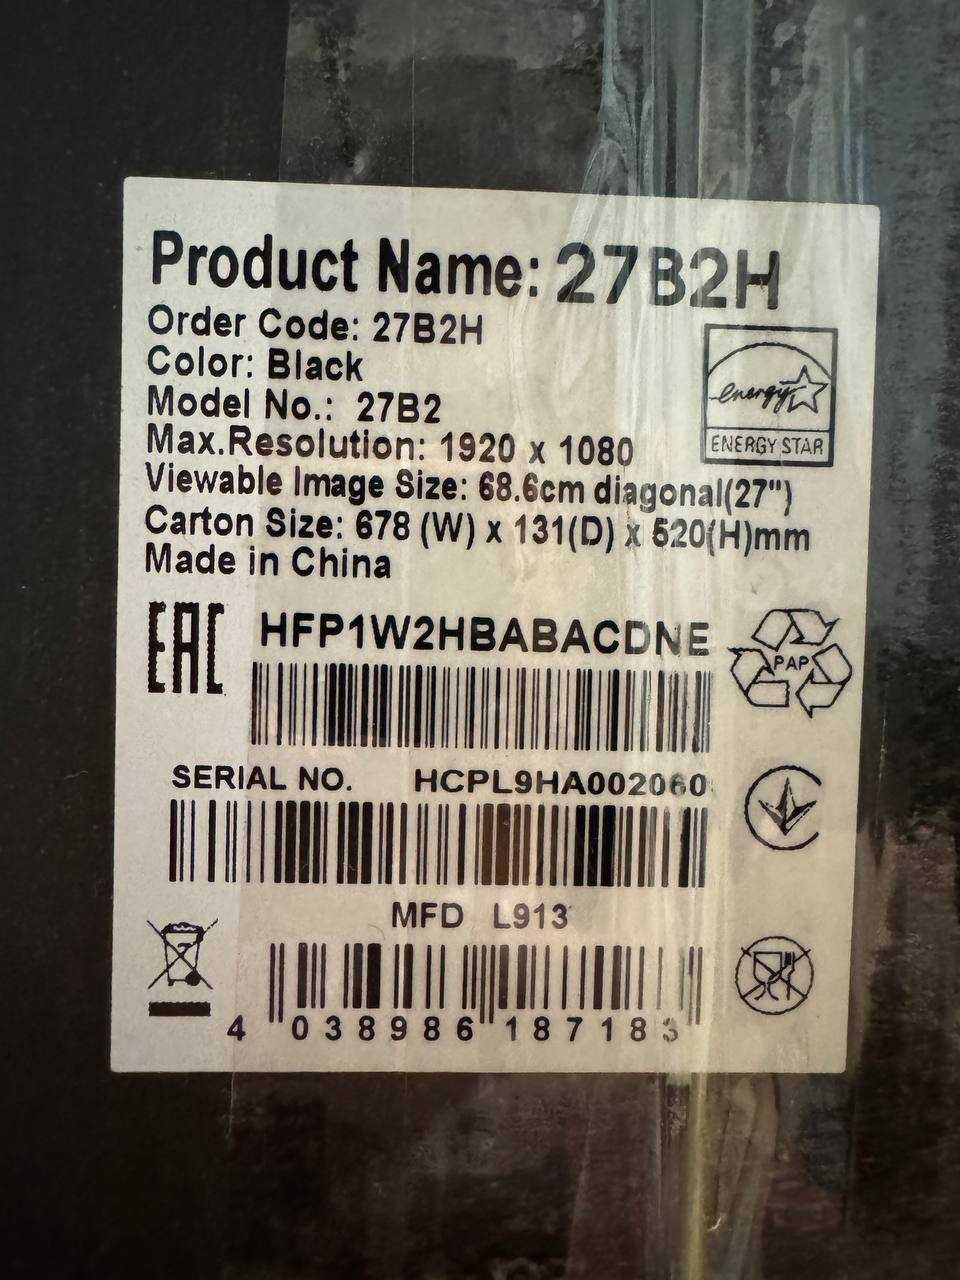 Product Name: 27B2H
Order Code: 27B2H
Color: Black
Model No.: 27B2
Max.Resolution: 1920 x 1080
Viewable Image Size: 68.6cm diagonal(27")
Carton Size: 678 (W) x 131(D) x 520(H)mm
Made in China
energy
ENERGY STAR
EAC
HFP1W2HBABACDNE
PAP
SERIAL NO. HCPL9HA002060
MFD L913
4 038986 187183